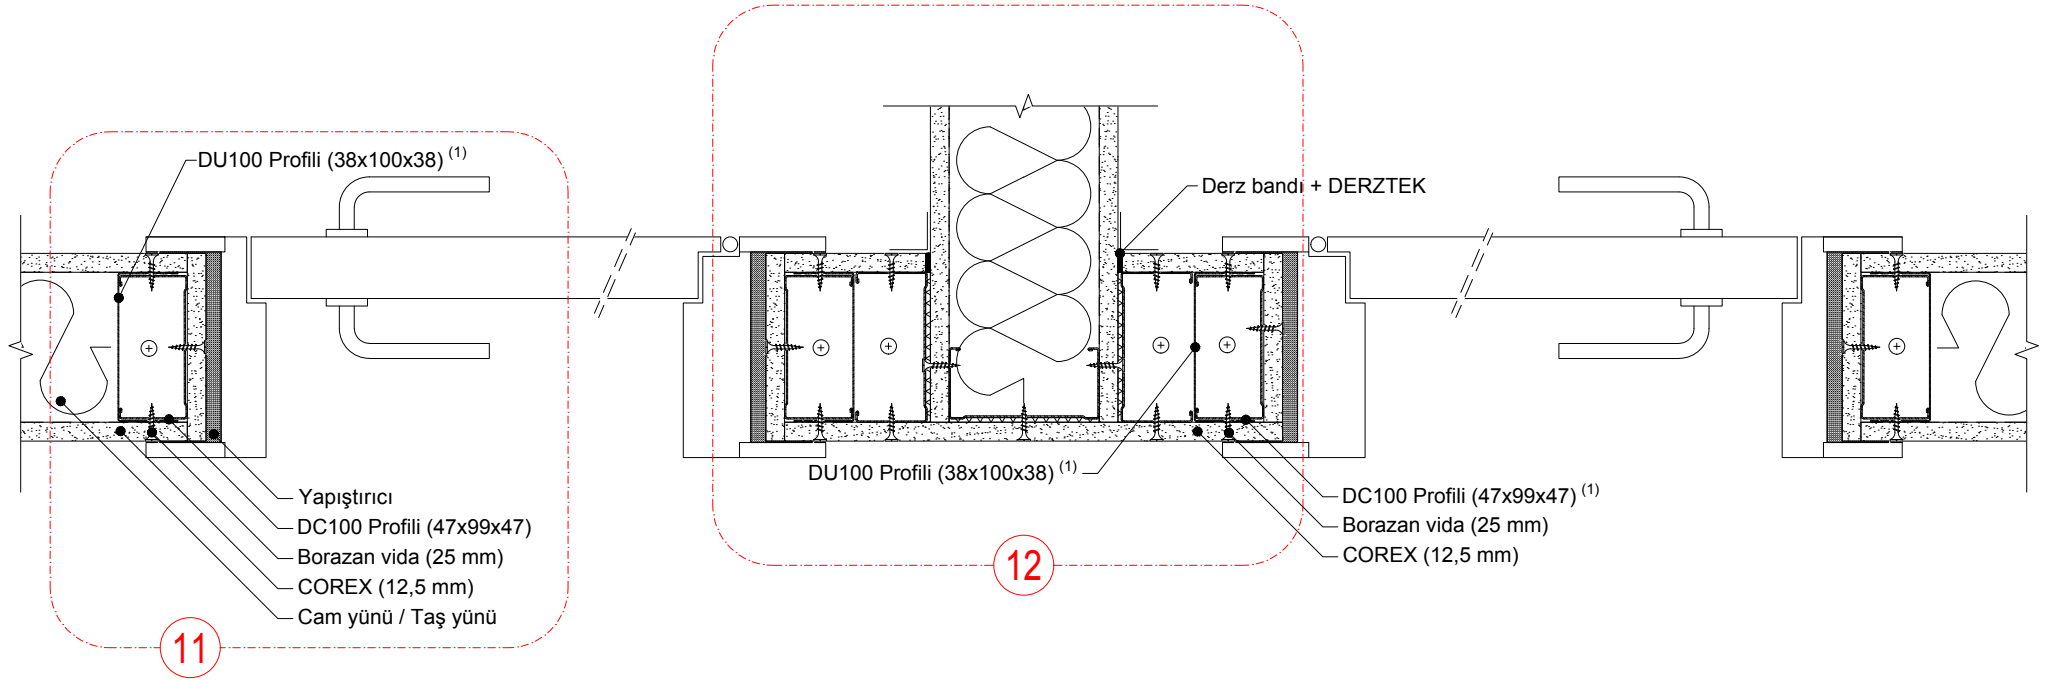 DU100 Profili (38x100x38) (1)
Derz bandı + DERZTEK
DU100 Profili (38x100x38) (1)
Yapıştırıcı
DC100 Profili (47x99x47)
Borazan vida (25 mm)
COREX (12,5 mm)
Cam yünü / Taş yünü
DC100 Profili (47x99x47) (1)
Borazan vida (25 mm)
COREX (12,5 mm)
12
11